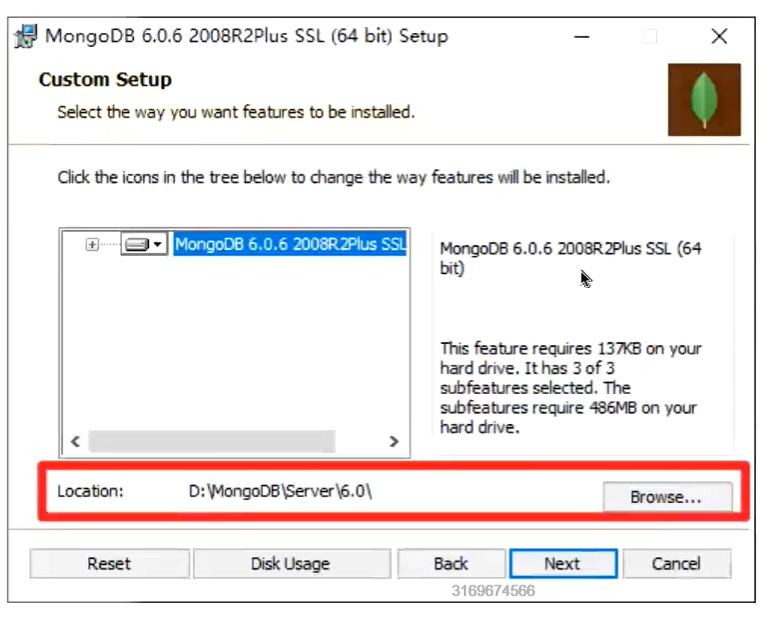 MongoDB 6.0.6 2008R2Plus SSL (64 bit) Setup
Custom Setup
Select the way you want features to be installed.
Click the icons in the tree below to change the way features will be installed.
MongoDB 6.0.6 2008R2Plus SSL
MongoDB 6.0.6 2008R2Plus SSL (64
bit)
This feature requires 137KB on your
hard drive. It has 3 of 3
subfeatures selected. The
subfeatures require 486MB on your
hard drive.
Location: D:\MongoDB\Server\6.0\ Browse...
Reset Disk Usage Back Next Cancel
3169674566